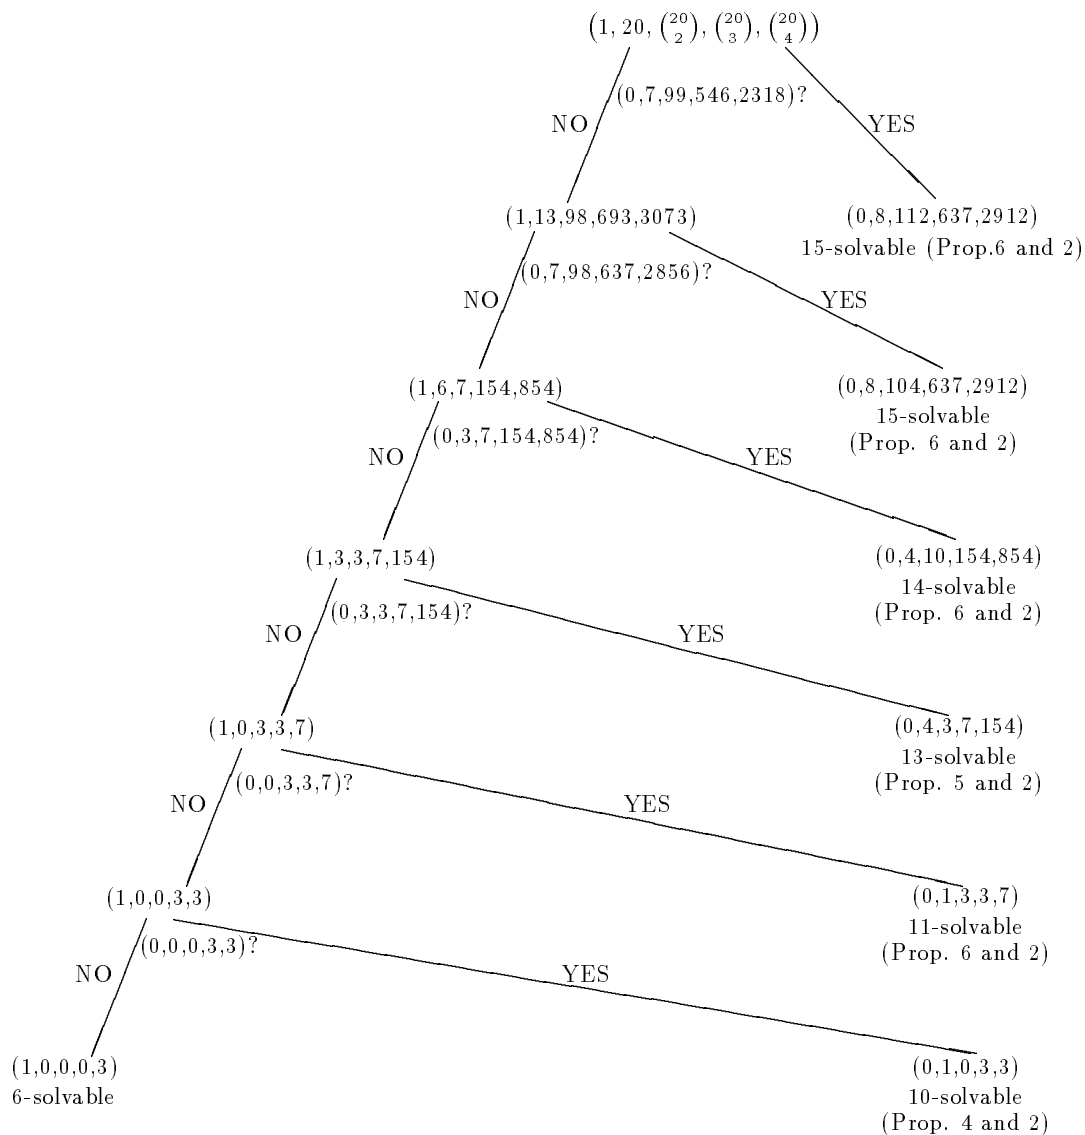 (1, 20, (20 2), (20 3), (20 4))
(0,7,99,546,2318)?
NO
YES
(1,13,98,693,3073)
(0,8,112,637,2912)
15-solvable (Prop.6 and 2)
(0,7,98,637,2856)?
NO
YES
(1,6,7,154,854)
(0,8,104,637,2912)
15-solvable
(Prop. 6 and 2)
(0,3,7,154,854)?
NO
YES
(1,3,3,7,154)
(0,4,10,154,854)
14-solvable
(Prop. 6 and 2)
(0,3,3,7,154)?
NO
YES
(1,0,3,3,7)
(0,4,3,7,154)
13-solvable
(Prop. 5 and 2)
(0,0,3,3,7)?
NO
YES
(1,0,0,3,3)
(0,1,3,3,7)
11-solvable
(Prop. 6 and 2)
(0,0,0,3,3)?
NO
YES
(1,0,0,0,3)
6-solvable
(0,1,0,3,3)
10-solvable
(Prop. 4 and 2)